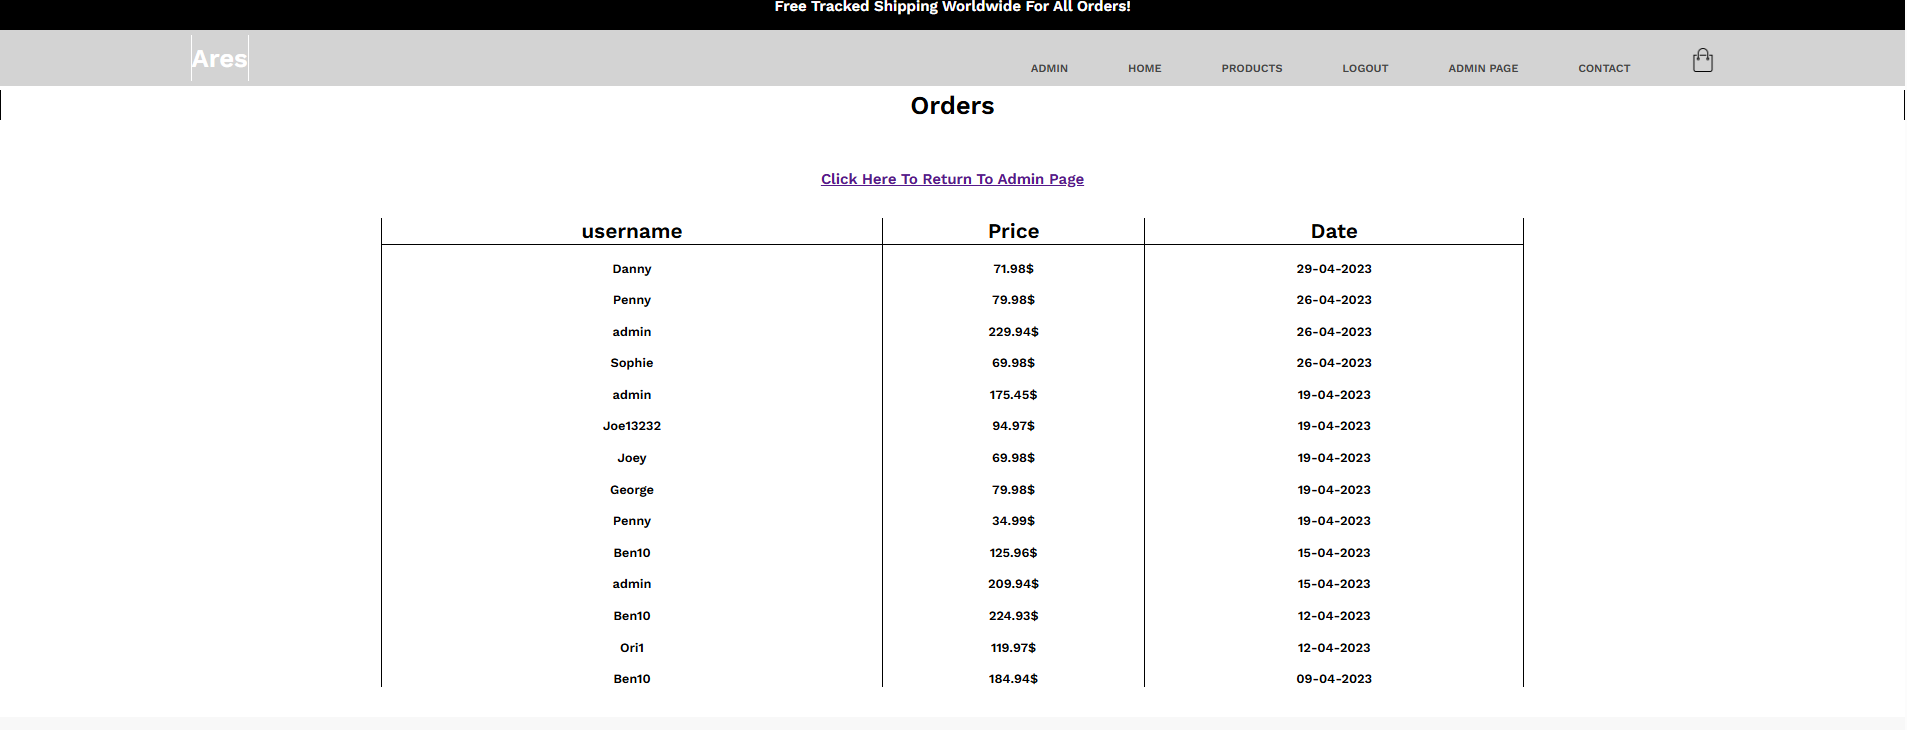 Free Tracked Shipping Worldwide For All Orders!
Ares ADMIN HOME PRODUCTS LOGOUT ADMIN PAGE CONTACT
Orders
Click Here To Return To Admin Page
username Price Date
Danny 71.98$ 29-04-2023
Penny 79.98$ 26-04-2023
admin 229.94$ 26-04-2023
Sophie 69.98$ 26-04-2023
admin 175.45$ 19-04-2023
Joe13232 94.97$ 19-04-2023
Joey 69.98$ 19-04-2023
George 79.98$ 19-04-2023
Penny 34.99$ 19-04-2023
Ben10 125.96$ 15-04-2023
admin 209.94$ 15-04-2023
Ben10 224.93$ 12-04-2023
Ori1 119.97$ 12-04-2023
Ben10 184.94$ 09-04-2023